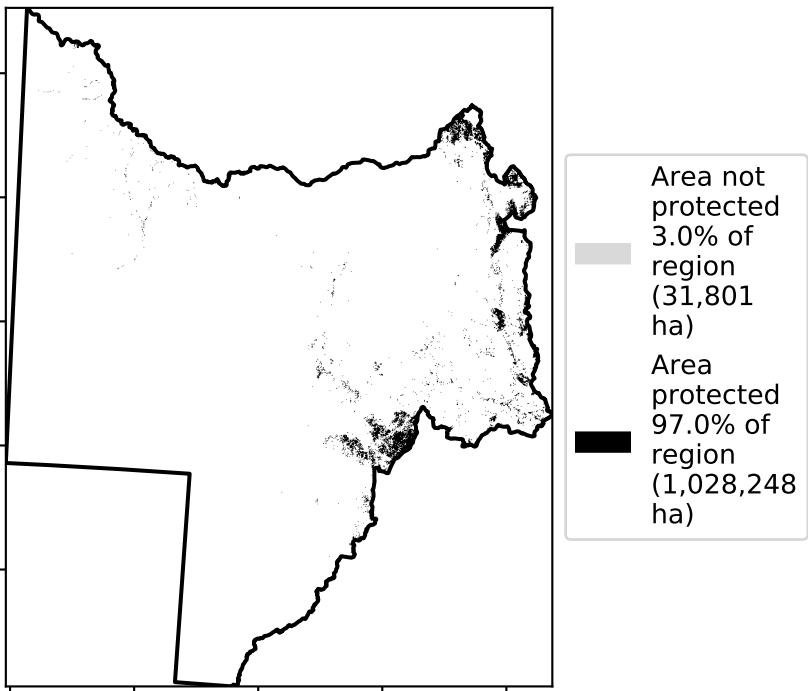 Area not
protected
3.0% of
region
(31,801
ha)
Area
protected
97.0% of
region
(1,028,248
ha)